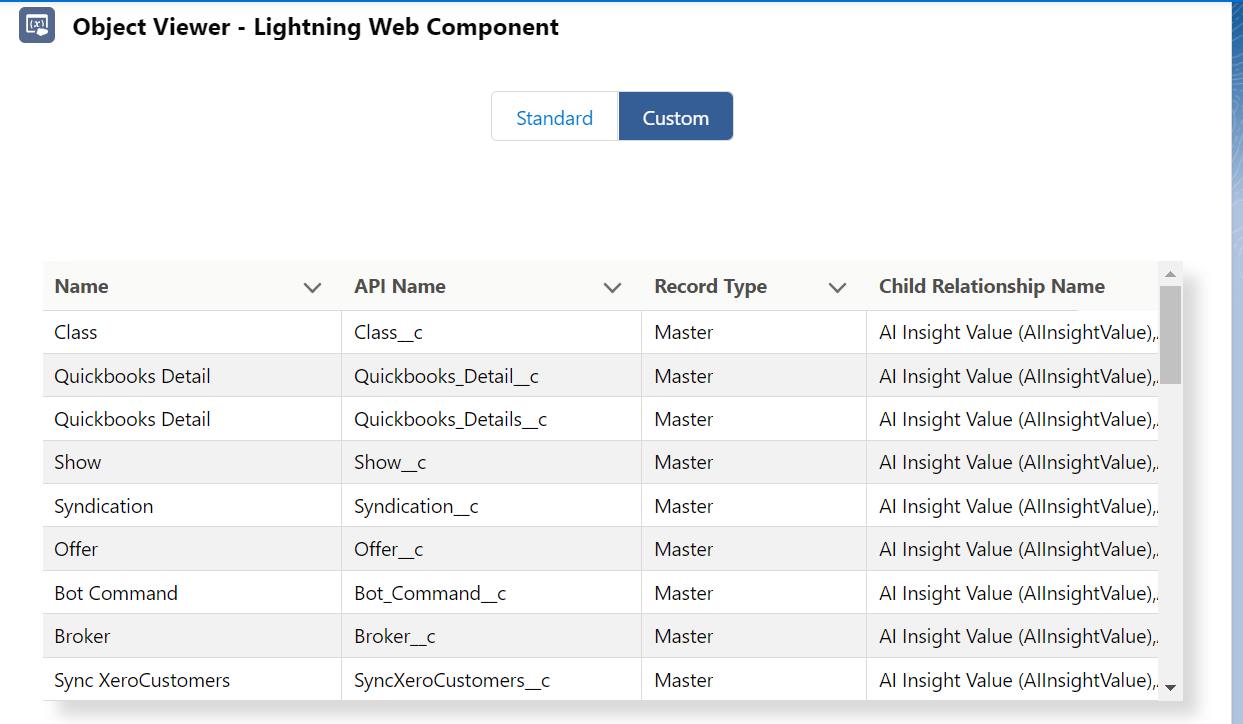 Object Viewer - Lightning Web Component
Standard Custom
Name API Name Record Type Child Relationship Name
Class Class__c Master AI Insight Value (AIInsightValue),
Quickbooks Detail Quickbooks_Detail__c Master AI Insight Value (AIInsightValue),
Quickbooks Detail Quickbooks_Details__c Master AI Insight Value (AIInsightValue),
Show Show__c Master AI Insight Value (AIInsightValue),
Syndication Syndication__c Master AI Insight Value (AIInsightValue),
Offer Offer__c Master AI Insight Value (AIInsightValue),
Bot Command Bot_Command__c Master AI Insight Value (AIInsightValue),
Broker Broker__c Master AI Insight Value (AIInsightValue),
Sync XeroCustomers SyncXeroCustomers__c Master AI Insight Value (AIInsightValue),